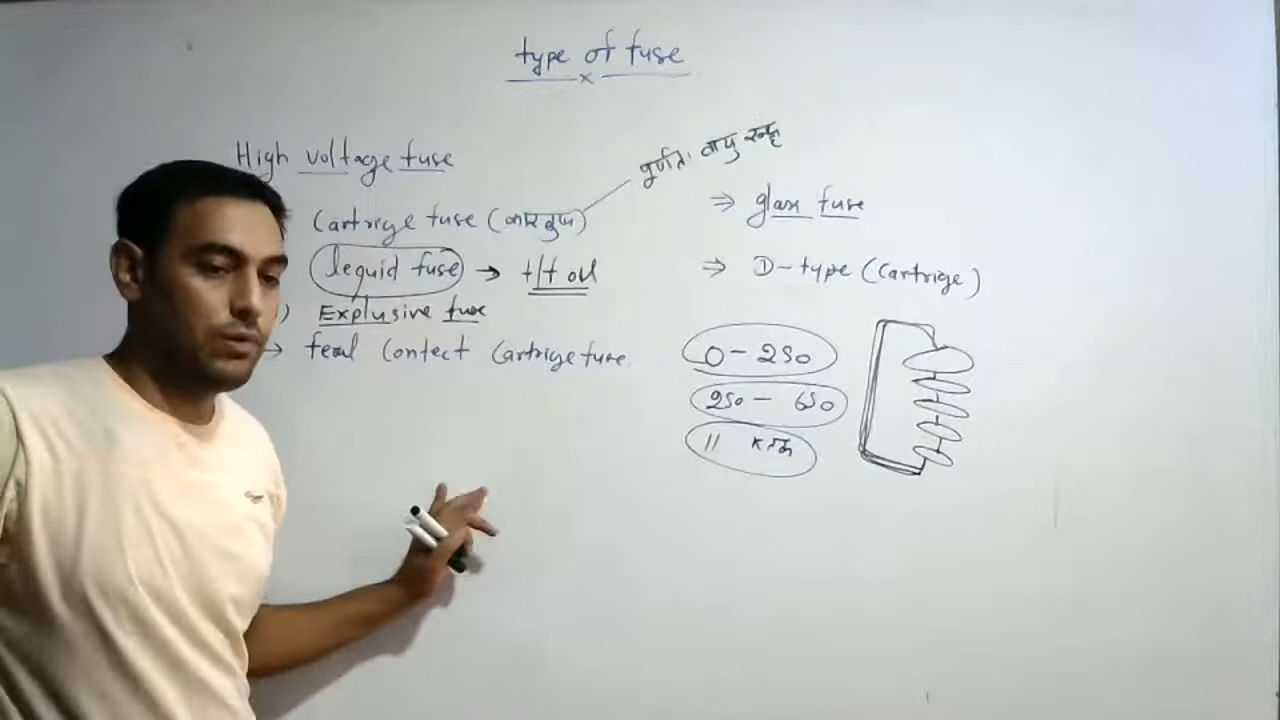 type of fuse
High voltage fuse
Cartrige fuse (कारतूस)
पूर्णतः वायु रुद्ध
lequid fuse → t/f oil
Explusive fuse
→ feral Contect Cartrige fuse
⇒ glass fuse
⇒ D-type (Cartrige)
0 - 250
250 - 650
11